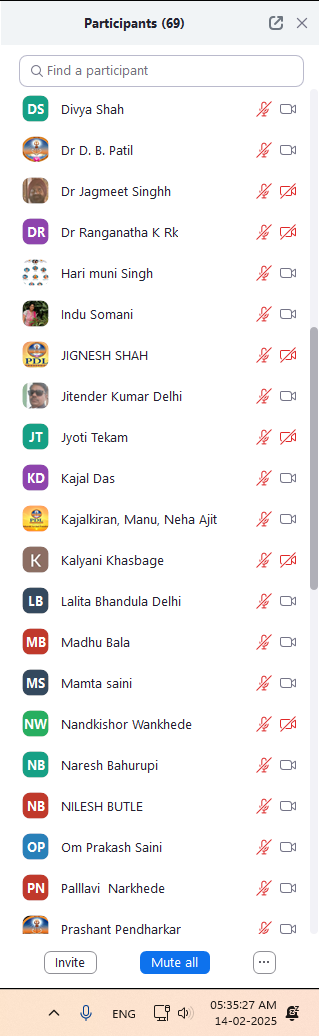 Participants (69)
Find a participant
DS Divya Shah
Dr D. B. Patil
Dr Jagmeet Singhh
DR Dr Ranganatha K Rk
Hari muni Singh
Indu Somani
PDL JIGNESH SHAH
Jitender Kumar Delhi
JT Jyoti Tekam
KD Kajal Das
PDL Kajalkiran, Manu, Neha Ajit
K Kalyani Khasbage
LB Lalita Bhandula Delhi
MB Madhu Bala
MS Mamta saini
NW Nandkishor Wankhede
NB Naresh Bahurupi
NB NILESH BUTLE
OP Om Prakash Saini
PN Palllavi Narkhede
Prashant Pendharkar
Invite Mute all ...
ENG 05:35:27 AM
14-02-2025